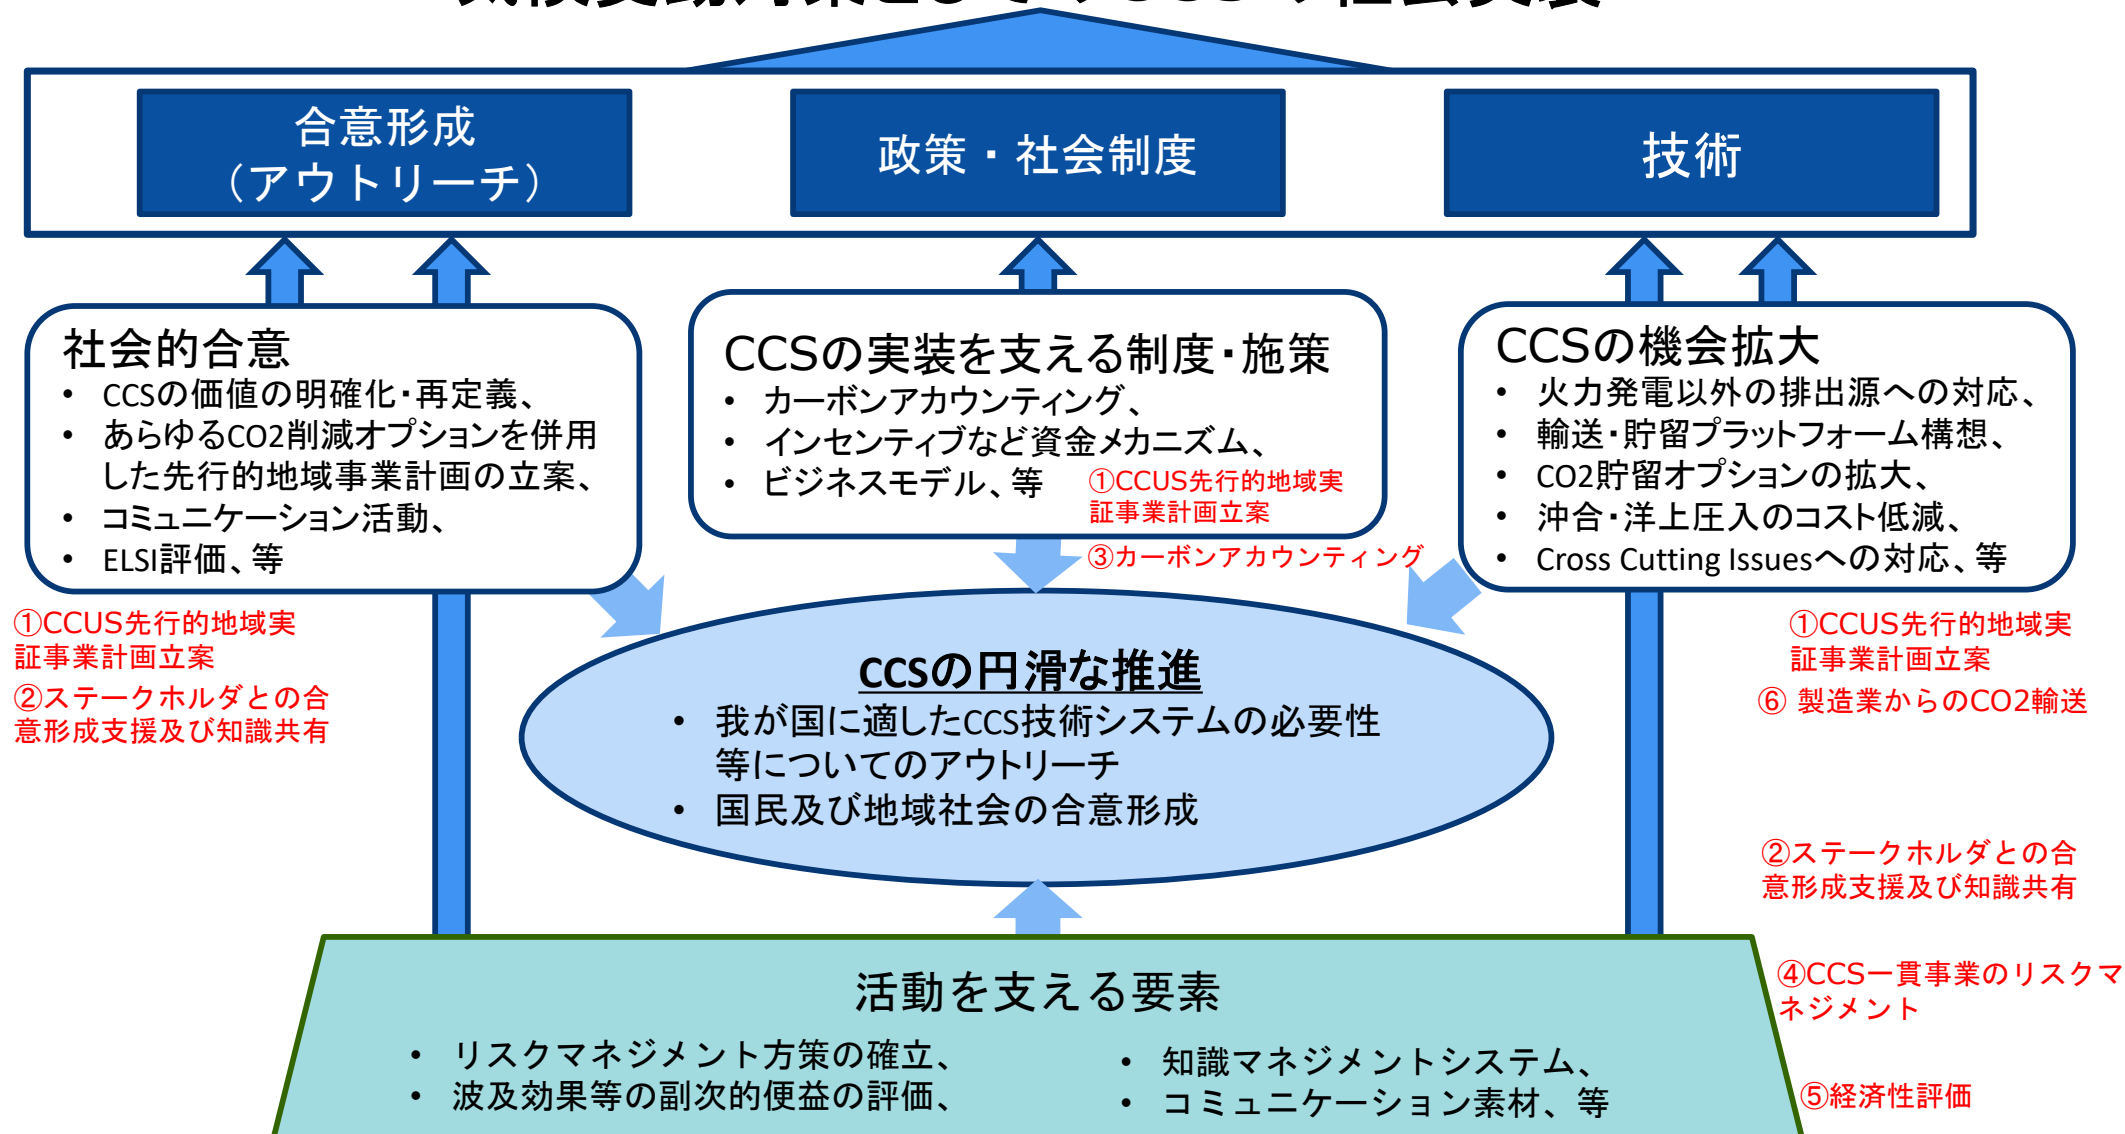 合意形成
（アウトリーチ）
政策・社会制度
技術
社会的合意
• CCSの価値の明確化・再定義、
• あらゆるCO2削減オプションを併用
した先行的地域事業計画の立案、
• コミュニケーション活動、
• ELSI評価、等
CCSの実装を支える制度・施策
• カーボンアカウンティング、
• インセンティブなど資金メカニズム、
• ビジネスモデル、等
①CCUS先行的地域実
証事業計画立案
③カーボンアカウンティング
CCSの機会拡大
• 火力発電以外の排出源への対応、
• 輸送・貯留プラットフォーム構想、
• CO2貯留オプションの拡大、
• 沖合・洋上圧入のコスト低減、
• Cross Cutting Issuesへの対応、等
①CCUS先行的地域実
証事業計画立案
②ステークホルダとの合
意形成支援及び知識共有
CCSの円滑な推進
• 我が国に適したCCS技術システムの必要性
等についてのアウトリーチ
• 国民及び地域社会の合意形成
①CCUS先行的地域実
証事業計画立案
⑥ 製造業からのCO2輸送
②ステークホルダとの合
意形成支援及び知識共有
④CCS一貫事業のリスクマ
ネジメント
⑤経済性評価
活動を支える要素
• リスクマネジメント方策の確立、
• 波及効果等の副次的便益の評価、
• 知識マネジメントシステム、
• コミュニケーション素材、等